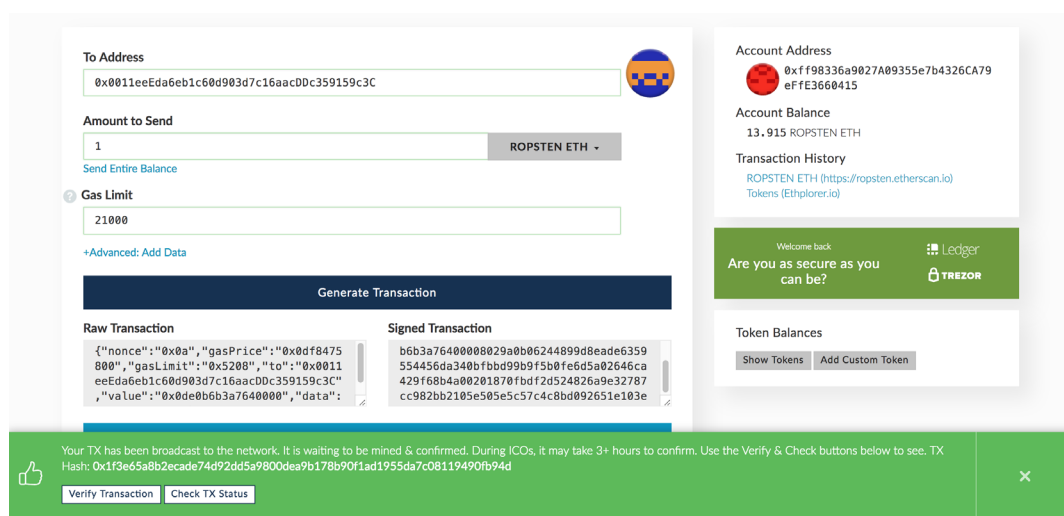 To Address
0x0011eeEda6eb1c60d903d7c16aacDDc359159c3C
Amount to Send
1
ROPSTEN ETH
Send Entire Balance
?
Gas Limit
21000
+Advanced: Add Data
Generate Transaction
Raw Transaction
{"nonce":"0x0a","gasPrice":"0x0df8475
800","gasLimit":"0x5208","to":"0x0011
eeEda6eb1c60d903d7c16aacDDc359159c3C"
,"value":"0x0de0b6b3a7640000","data":
Signed Transaction
b6b3a76400008029a0b06244899d8eade6359
554456da340bfbbd99b9f5b0fe6d5a02646ca
429f68b4a00201870fbdf2d524826a9e32787
cc982bb2105e505e5c57c4c8bd092651e103e
Account Address
0xff98336a9027A09355e7b4326CA79
eFfE3660415
Account Balance
13.915 ROPSTEN ETH
Transaction History
ROPSTEN ETH (https://ropsten.etherscan.io)
Tokens (Ethplorer.io)
Welcome back
Are you as secure as you
can be?
Ledger
TREZOR
Token Balances
Show Tokens
Add Custom Token
Your TX has been broadcast to the network. It is waiting to be mined & confirmed. During ICOs, it may take 3+ hours to confirm. Use the Verify & Check buttons below to see. TX
Hash: 0x1f3e65a8b2ecade74d92dd5a9800dea9b178b90f1ad1955da7c08119490fb94d
Verify Transaction
Check TX Status